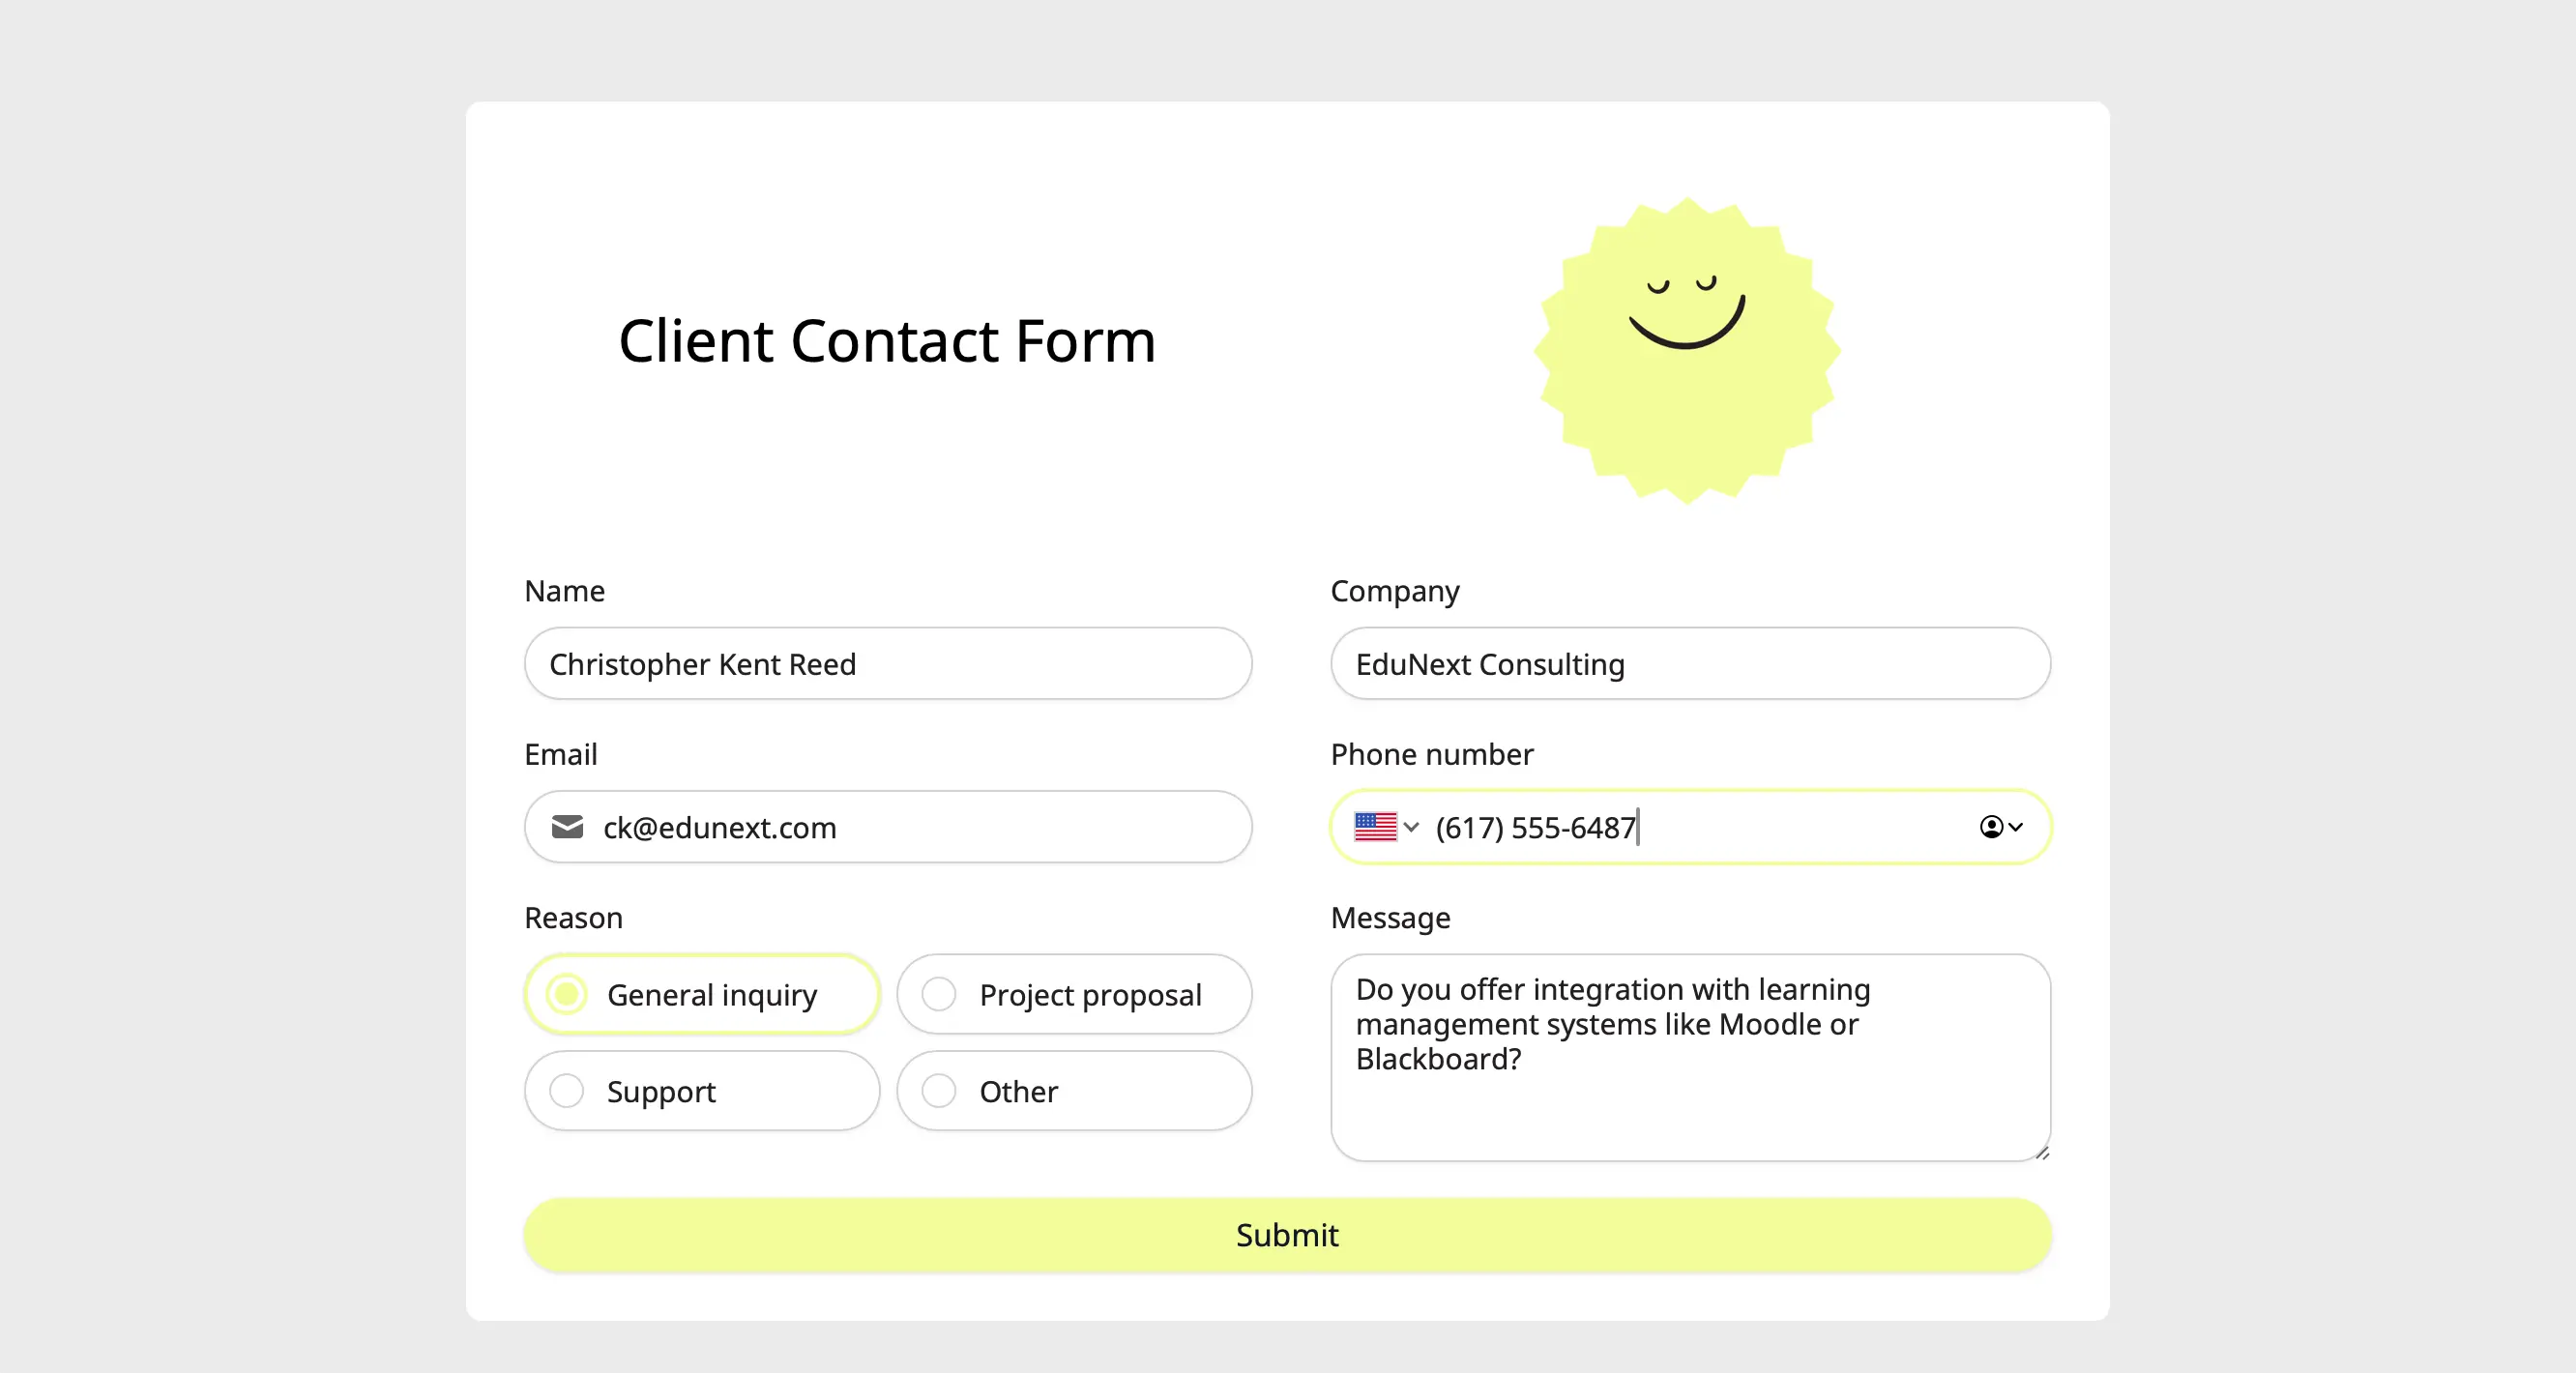 Client Contact Form
Name
Christopher Kent Reed
Company
EduNext Consulting
Email
ck@edunext.com
Phone number
(617) 555-6487
Reason
General inquiry
Project proposal
Support
Other
Message
Do you offer integration with learning
management systems like Moodle or
Blackboard?
Submit